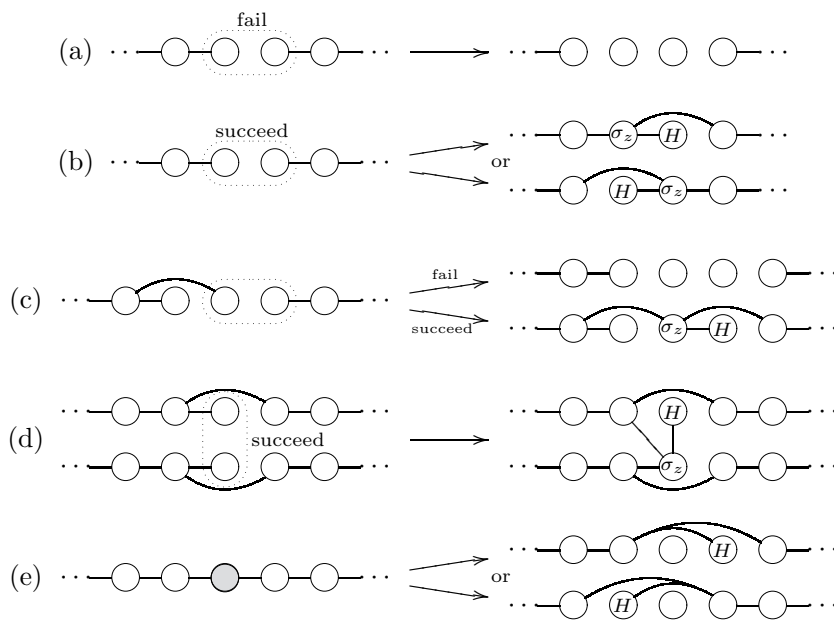 fail
(a) · · · · · · · · · · · ·
succeed
(b) · · · · · · or · · · σz H · · ·
· · · H σz · · ·
(c) · · · · · · fail · · · · · ·
succeed · · · σz H · · ·
(d) · · · · · · · · · H · · ·
succeed
· · · · · · · · · σz · · ·
(e) · · · · · · or · · · H · · ·
· · · H · · ·